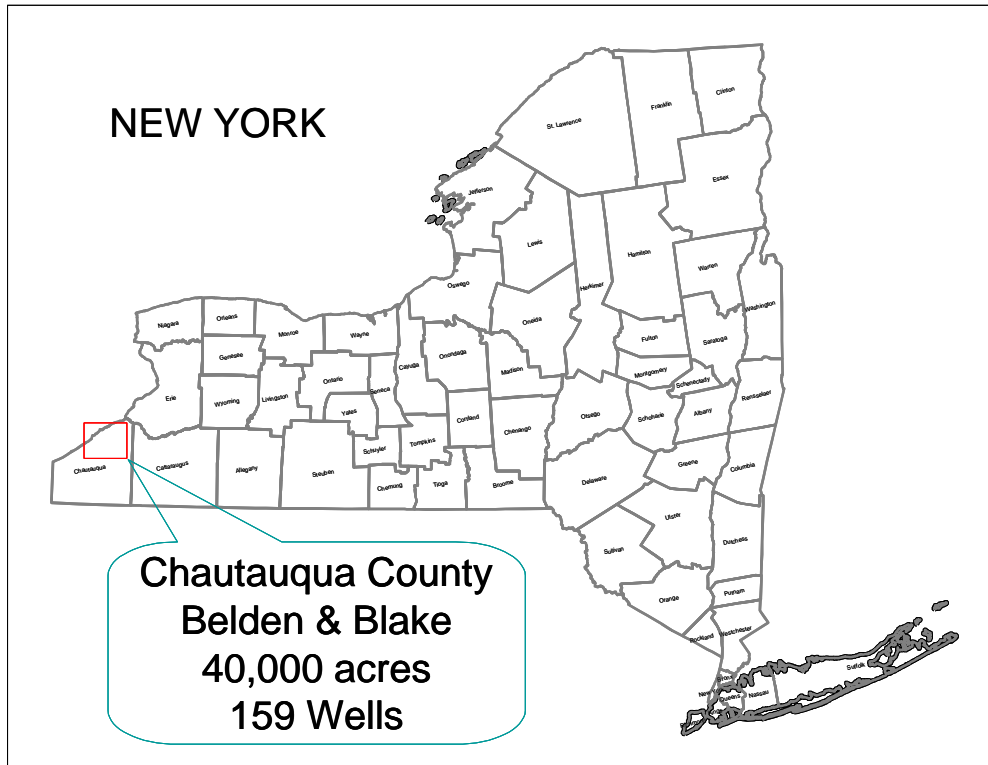 NEW YORK
Clinton
Franklin
St. Lawrence
Essex
Jefferson
Lewis
Hamilton
Warren
Herkimer
Oswego
Washington
Oneida
Niagara
Orleans
Monroe
Wayne
Fulton
Saratoga
Genesee
Cayuga
Onondaga
Madison
Montgomery
Schenectady
Ontario
Seneca
Erie
Wyoming
Livingston
Yates
Cortland
Chenango
Otsego
Schoharie
Albany
Rensselaer
Schuyler
Tompkins
Chautauqua
Cattaraugus
Allegany
Steuben
Chemung
Tioga
Broome
Delaware
Greene
Columbia
Ulster
Sullivan
Dutchess
Orange
Putnam
Rockland
Westchester
Bronx
New
Queens
Nassau
Suffolk
Chautauqua County
Belden & Blake
40,000 acres
159 Wells